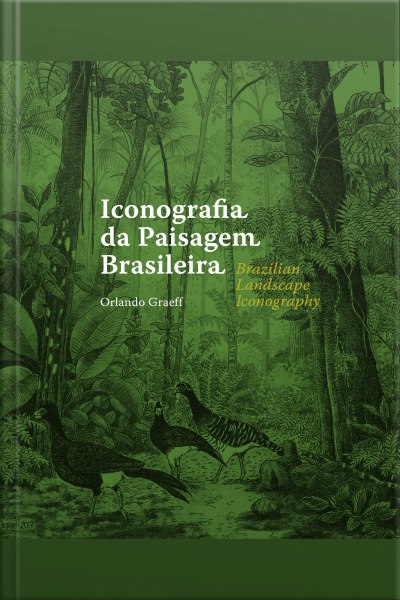 Iconografia
da Paisagem
Brasileira
Brazilian
Landscape
Iconography
Orlando Graeff